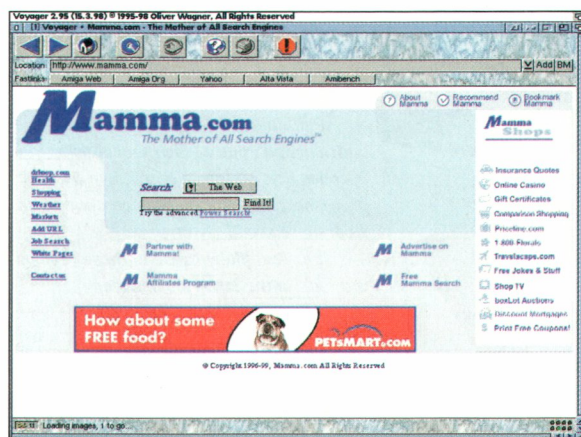 Voyager 2.95 (15.3.98) © 1995-98 Oliver Wagner, All Rights Reserved
[1] Voyager • Mamma.com - The Mother of All Search Engines
Location http://www.mamma.com/ Add BM
Fastlinks Amiga Web Amiga Org Yahoo Alta Vista Amibench
About Mamma Recommend Mamma Bookmark Mamma
Mamma.com
The Mother of All Search Engines
Mamma Shops
Health
Shopping
Weather
Markets
Add URL
Job Search
White Pages
Contact us
Search: The Web
Find It!
Try the advanced Power Search!
Partner with Mamma!
Advertise on Mamma
Mamma Affiliates Program
Free Mamma Search
Insurance Quotes
Online Casino
Gift Certificates
Comparison Shopping
Priceline.com
1 800 Florals
Travelscape.com
Free Jokes & Stuff
Shop TV
boxLot Auctions
Discount Mortgages
Print Free Coupons!
How about some
FREE food?
PETsMART.com
© Copyright 1996-99, Mamma.com All Rights Reserved
Loading images, 1 to go...